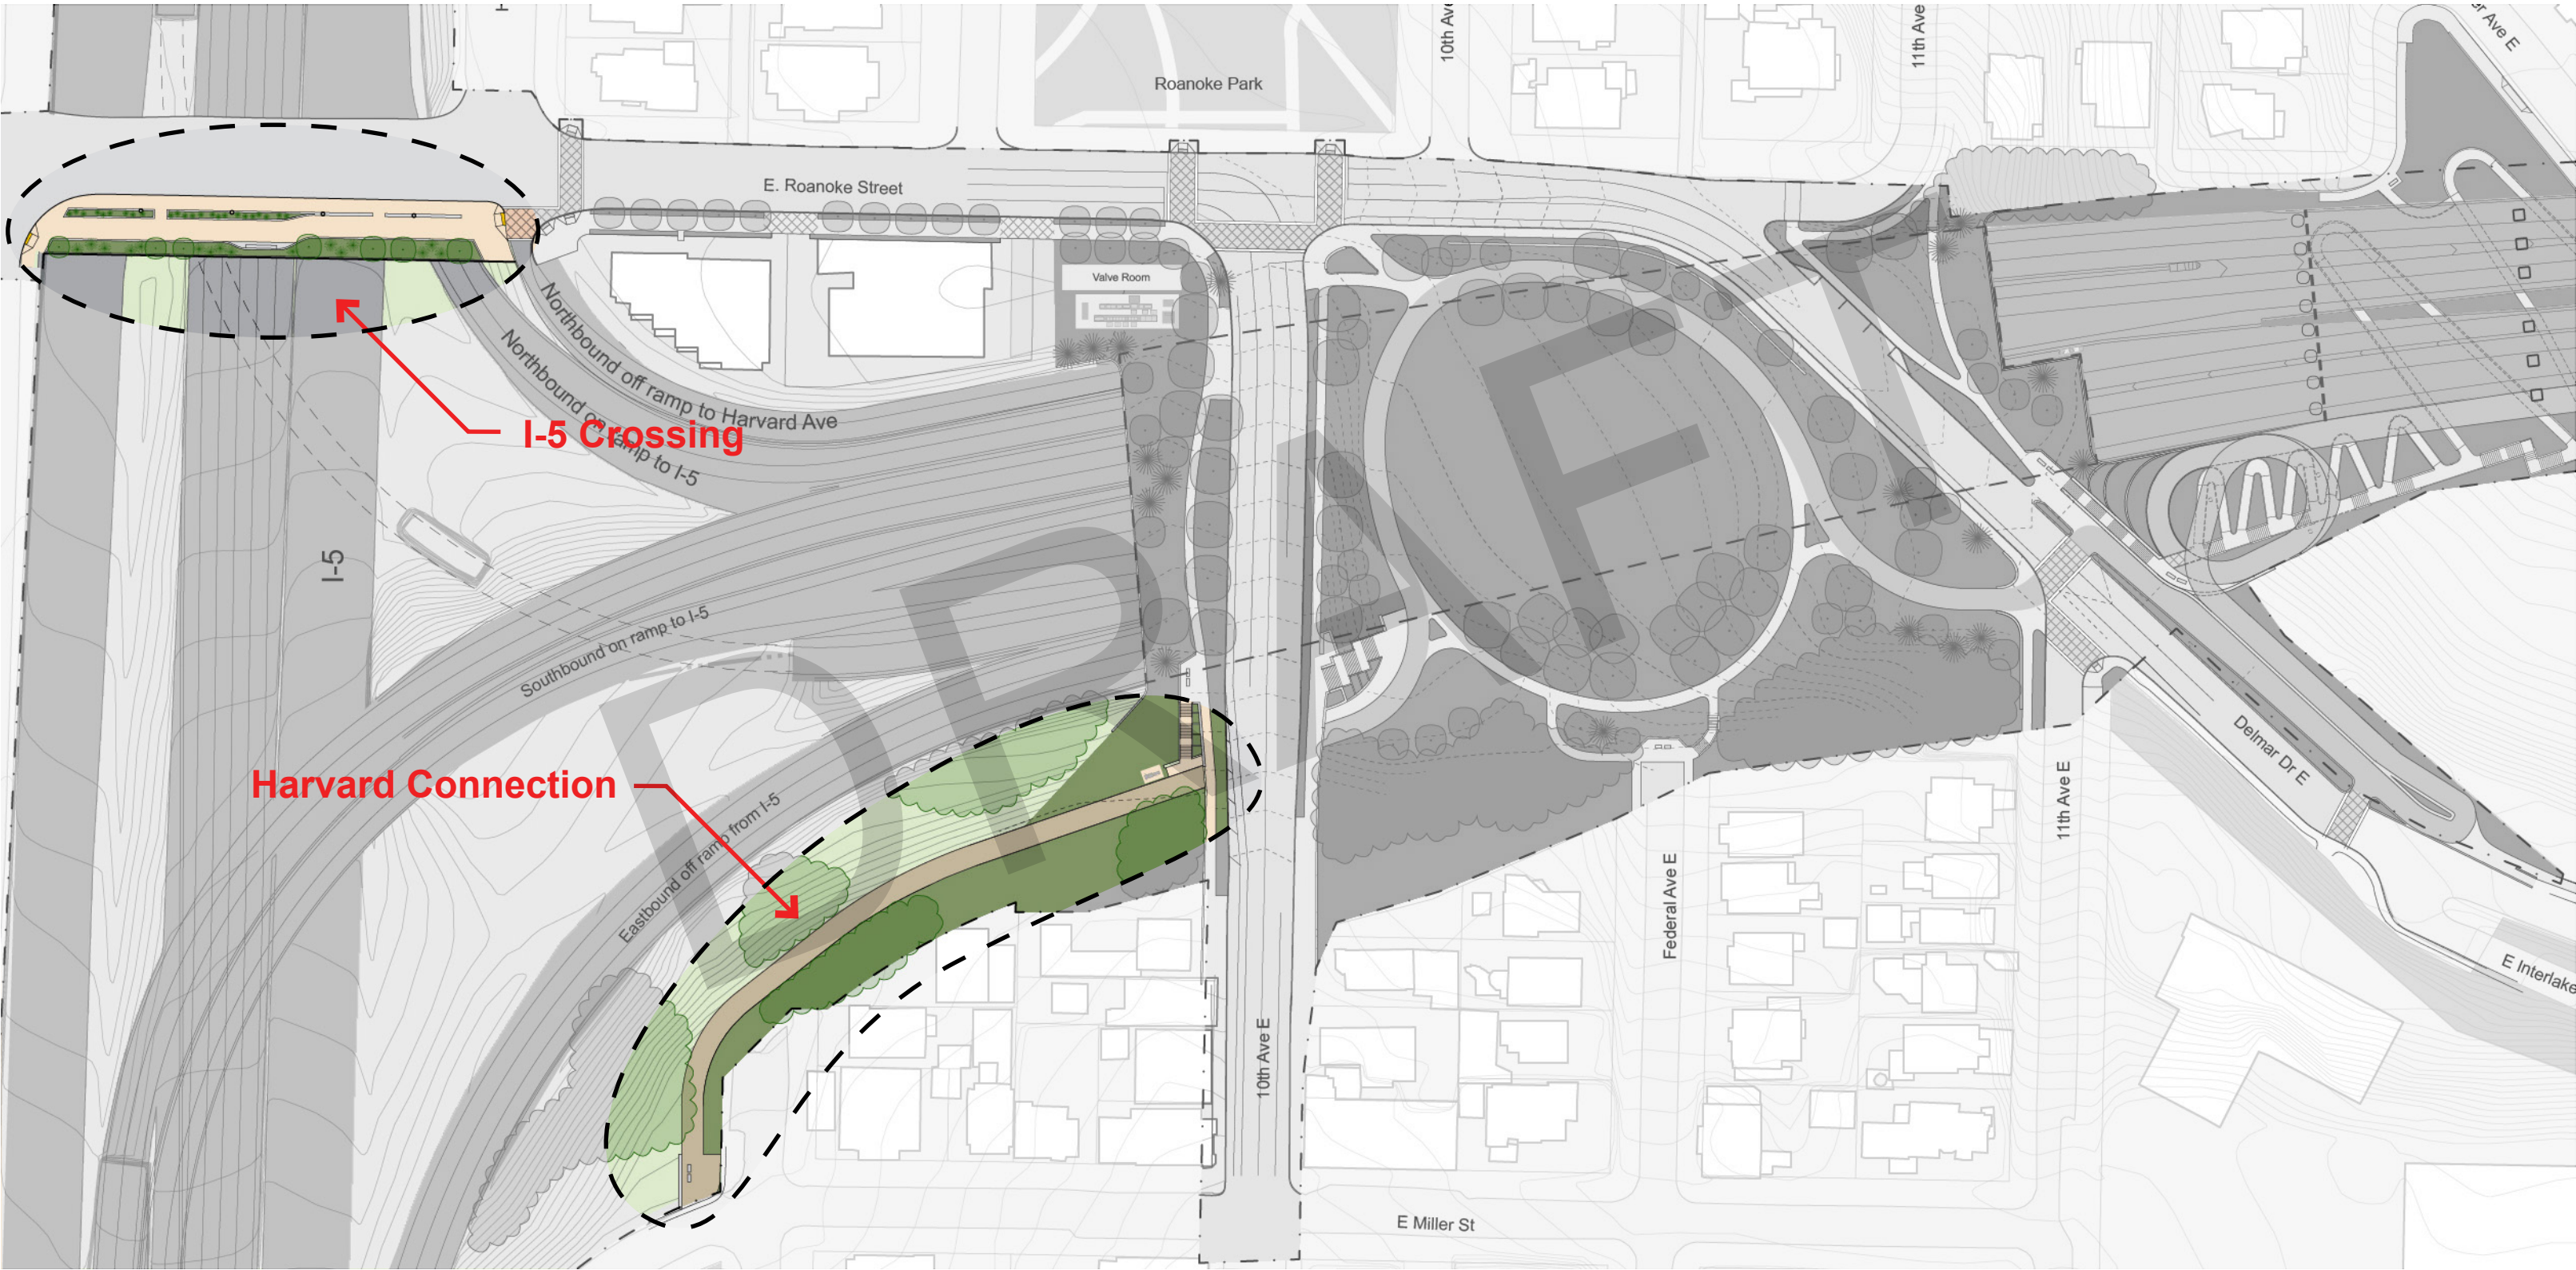 10th Ave
11th Ave
er Ave E
Roanoke Park
E. Roanoke Street
Valve Room
Northbound off ramp to Harvard Ave
Northbound on ramp to I-5
I-5 Crossing
I-5
Southbound on ramp to I-5
DRAFT
Harvard Connection
Eastbound off ramp from I-5
Delmar Dr E
11th Ave E
Federal Ave E
E Interlake
10th Ave E
E Miller St